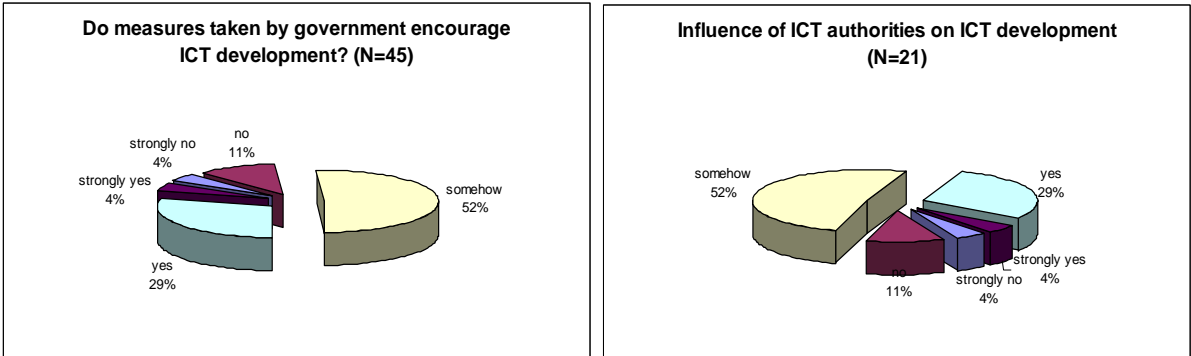 Do measures taken by government encourage
ICT development? (N=45)
no
11%
strongly no
4%
strongly yes
4%
somehow
52%
yes
29%
Influence of ICT authorities on ICT development
(N=21)
somehow
52%
yes
29%
strongly yes
4%
strongly no
4%
no
11%